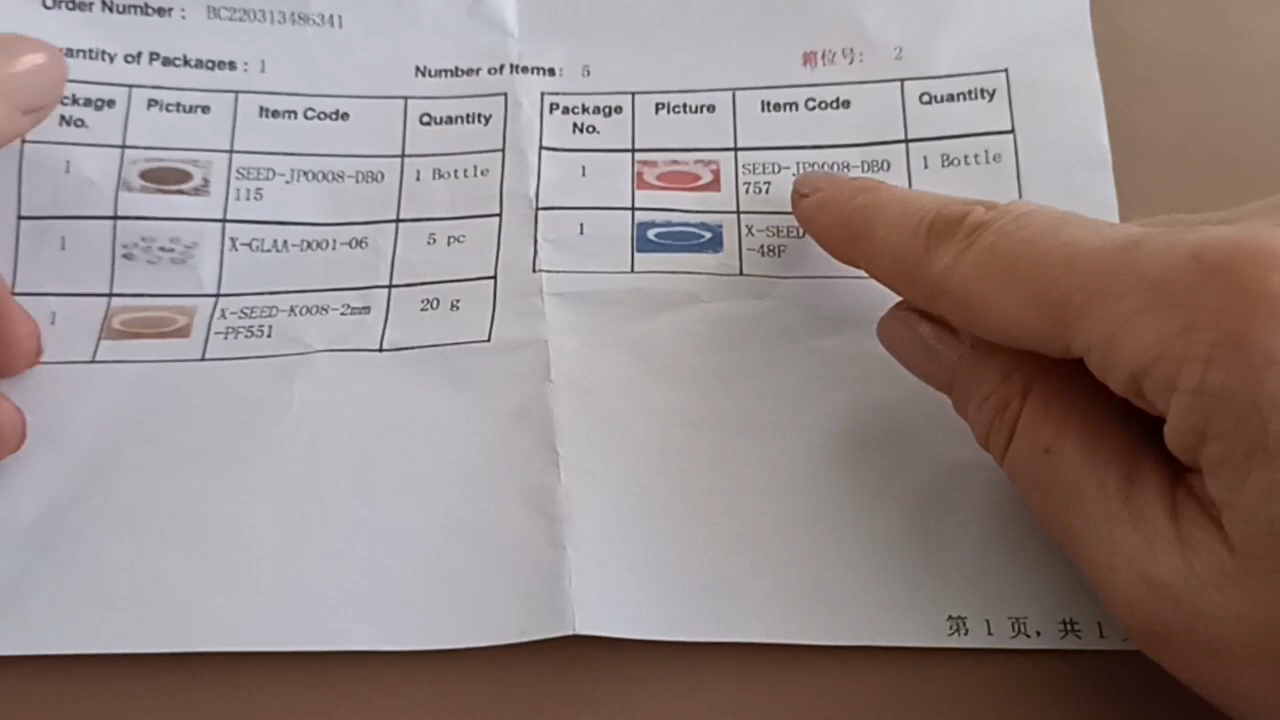 Order Number : BC220313486341
antity of Packages : 1
Number of Items: 5
箱位号: 2
ckage No.
Picture
Item Code
Quantity
1
SEED-JP0008-DB0
115
1 Bottle
1
X-GLAA-D001-06
5 pc
1
X-SEED-K008-2mm
-PF551
20 g
Package No.
Picture
Item Code
Quantity
1
SEED-JP0008-DB0
757
1 Bottle
1
X-SEED
-48F
第 1 页, 共 1